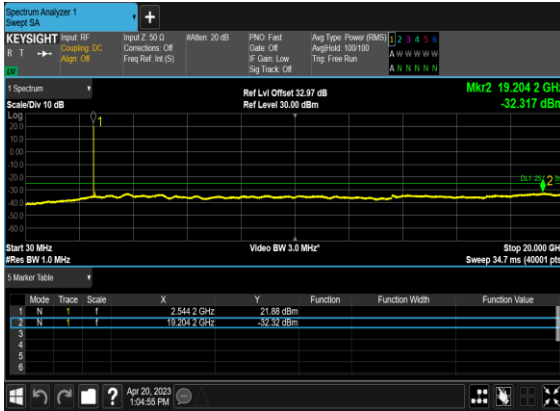 Spectrum Analyzer 1
Swept SA
+
KEYSIGHT
R T
LXI
Input: RF
Coupling: DC
Align: Off
Input Z: 50 Ω
Corrections: Off
Freq Ref: Int (S)
#Atten: 20 dB
PNO: Fast
Gate: Off
IF Gain: Low
Sig Track: Off
Avg Type: Power (RMS)
Avg|Hold: 100/100
Trig: Free Run
1 2 3 4 5 6
A W W W W W
A N N N N N
1 Spectrum
Scale/Div 10 dB
Log
Ref Lvl Offset 32.97 dB
Ref Level 30.00 dBm
Mkr2 19.204 2 GHz
-32.317 dBm
20.0
10.0
0.00
-10.0
-20.0
-30.0
-40.0
-50.0
-60.0
1
2
Start 30 MHz
#Res BW 1.0 MHz
Video BW 3.0 MHz*
Stop 20.000 GHz
Sweep 34.7 ms (40001 pts)
5 Marker Table
Mode Trace Scale X Y Function Function Width Function Value
1 N 1 f 2.544 2 GHz 21.88 dBm
2 N 1 f 19.204 2 GHz -32.32 dBm
3
4
5
6
?
Apr 20, 2023
1:04:55 PM